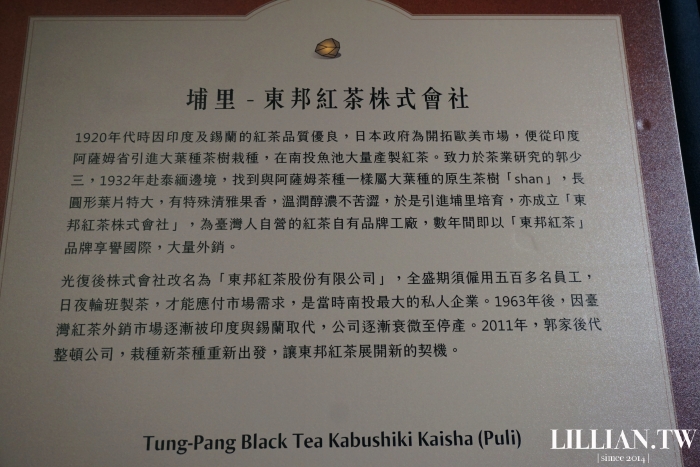 埔里 - 東邦紅茶株式會社
1920年代時因印度及錫蘭的紅茶品質優良，日本政府為開拓歐美市場，便從印度
阿薩姆省引進大葉種茶樹栽種，在南投魚池大量產製紅茶。致力於茶業研究的郭少
三，1932年赴泰緬邊境，找到與阿薩姆茶種一樣屬大葉種的原生茶樹「shan」，長
圓形葉片特大，有特殊清雅果香，溫潤醇濃不苦澀，於是引進埔里培育，亦成立「東
邦紅茶株式會社」，為臺灣人自營的紅茶自有品牌工廠，數年間即以「東邦紅茶」
品牌享譽國際，大量外銷。
光復後株式會社改名為「東邦紅茶股份有限公司」，全盛期須僱用五百多名員工，
日夜輪班製茶，才能應付市場需求，是當時南投最大的私人企業。1963年後，因臺
灣紅茶外銷市場逐漸被印度與錫蘭取代，公司逐漸衰微至停產。2011年，郭家後代
整頓公司，栽種新茶種重新出發，讓東邦紅茶展開新的契機。
Tung-Pang Black Tea Kabushiki Kaisha (Puli)
LILLIAN.TW
| simce 2014 |